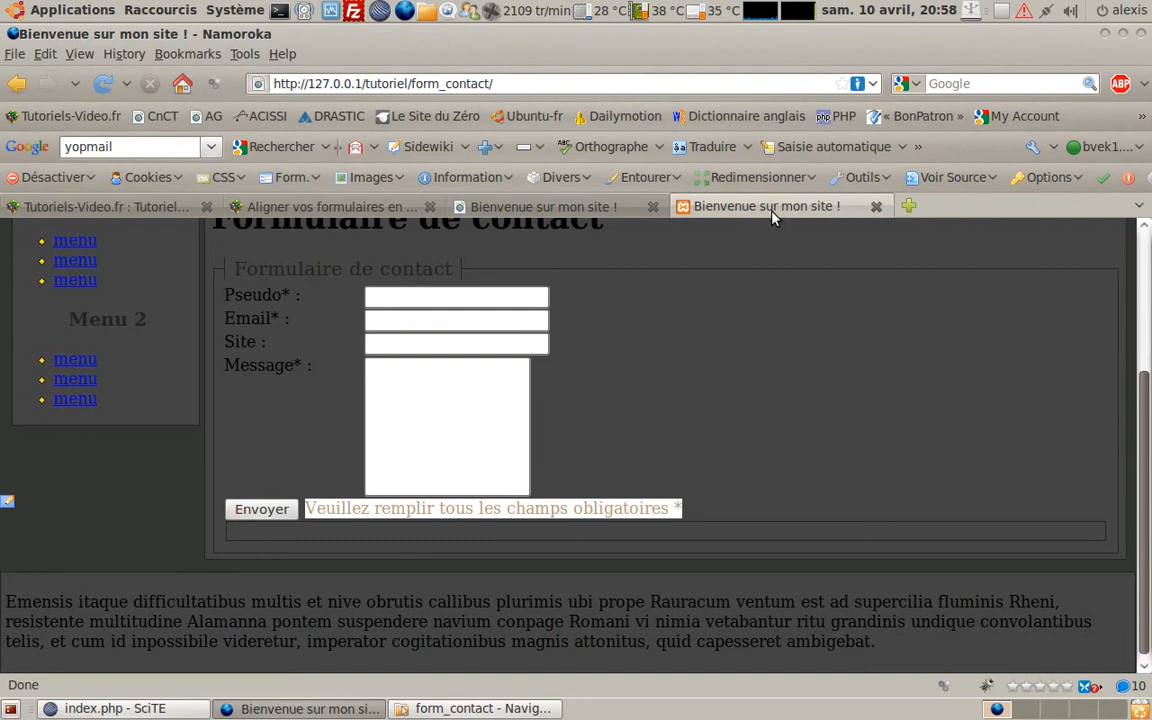 Applications Raccourcis Système 2109 tr/min 28 °C 38 °C 35 °C sam. 10 avril, 20:58 alexis
Bienvenue sur mon site ! - Namoroka
File Edit View History Bookmarks Tools Help
http://127.0.0.1/tutoriel/form_contact/ Google ABP
Tutoriels-Video.fr CnCT AG ACISSI DRASTIC Le Site du Zéro Ubuntu-fr Dailymotion Dictionnaire anglais PHP « BonPatron » My Account »
Google yopmail Rechercher Sidewiki Orthographe Traduire Saisie automatique » bvek1....
Désactiver Cookies CSS Form. Images Information Divers Entourer Redimensionner Outils Voir Source Options
Tutoriels-Video.fr : Tutoriel... Aligner vos formulaires en ... Bienvenue sur mon site ! Bienvenue sur mon site !
Formulaire de contact
menu
menu
menu
Menu 2
menu
menu
menu
Formulaire de contact
Pseudo* :
Email* :
Site :
Message* :
Envoyer Veuillez remplir tous les champs obligatoires *
Emensis itaque difficultatibus multis et nive obrutis callibus plurimis ubi prope Rauracum ventum est ad supercilia fluminis Rheni,
resistente multitudine Alamanna pontem suspendere navium conpage Romani vi nimia vetabantur ritu grandinis undique convolantibus
telis, et cum id inpossibile videretur, imperator cogitationibus magnis attonitus, quid capesseret ambigebat.
Done 10
index.php - SciTE Bienvenue sur mon si... form_contact - Navig...